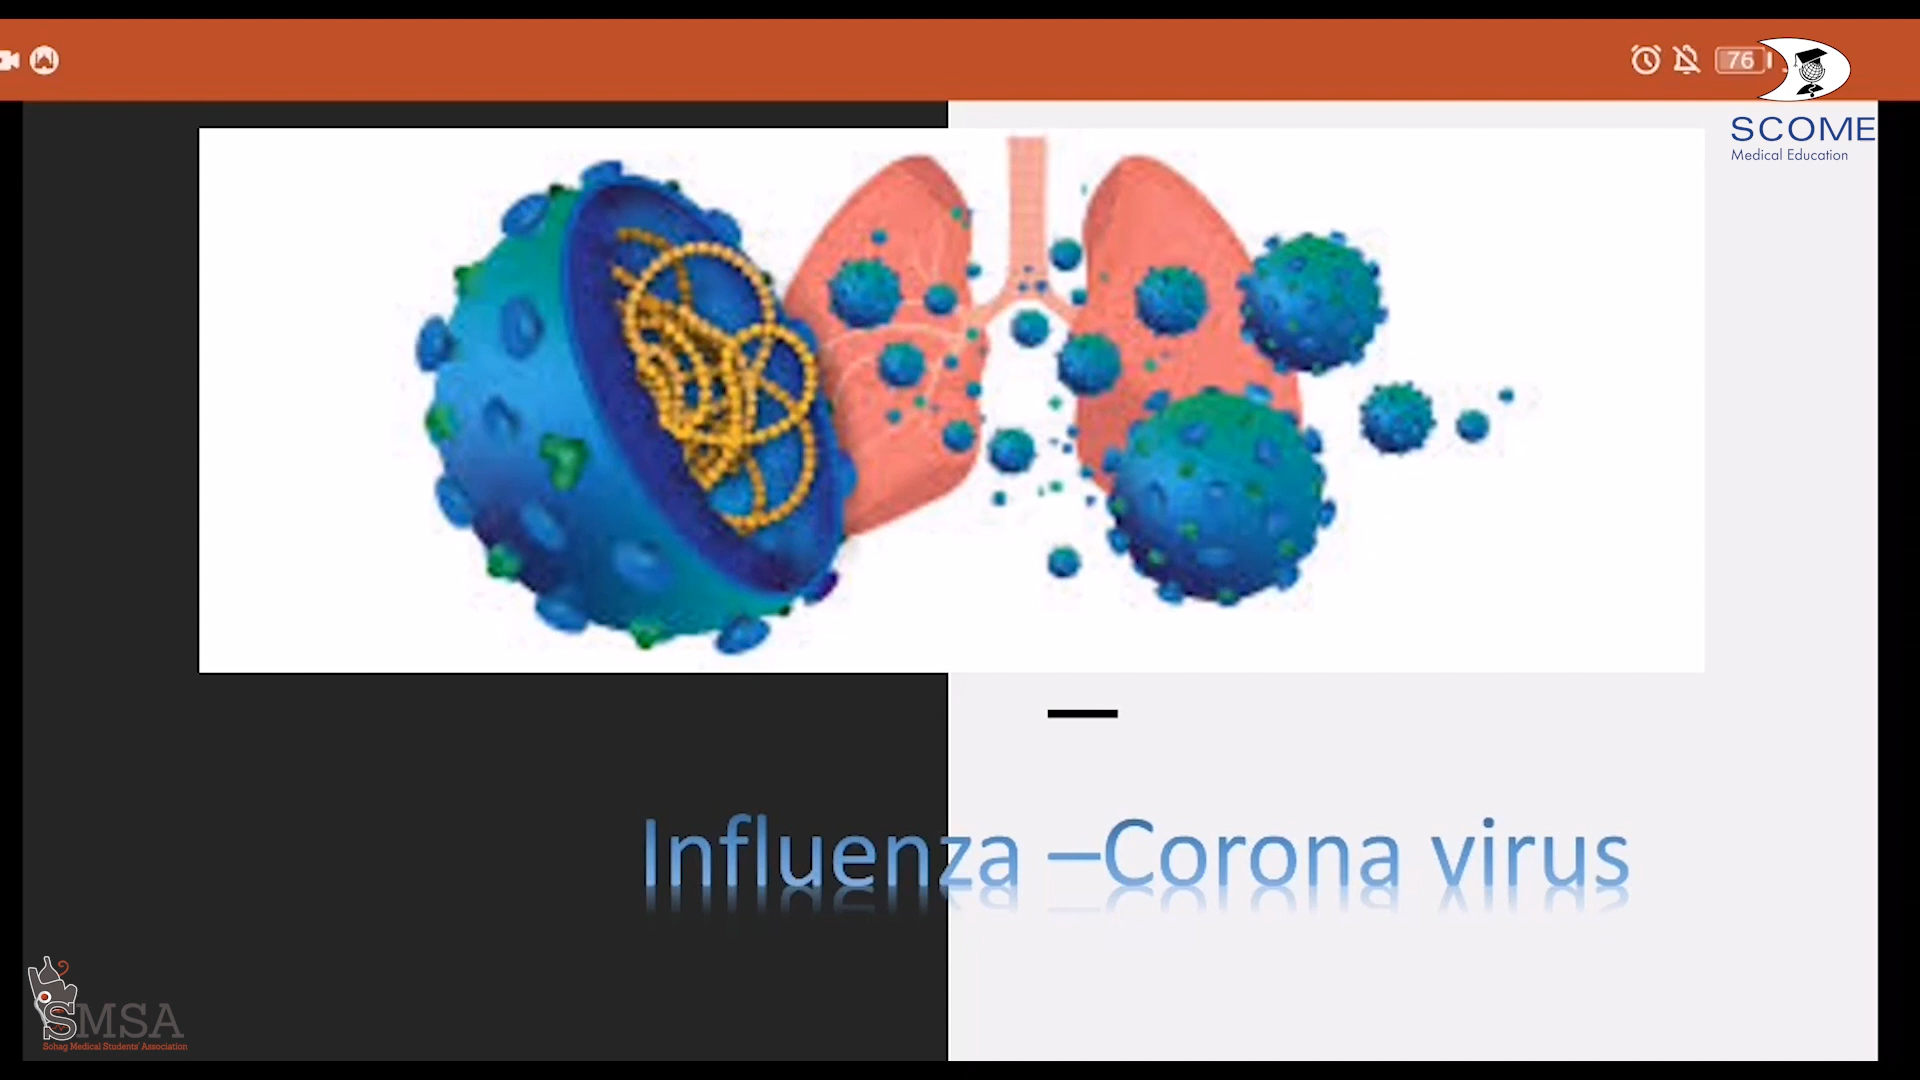 76
SCOME
Medical Education
Influenza –Corona virus
SMSA
Sohag Medical Students' Association